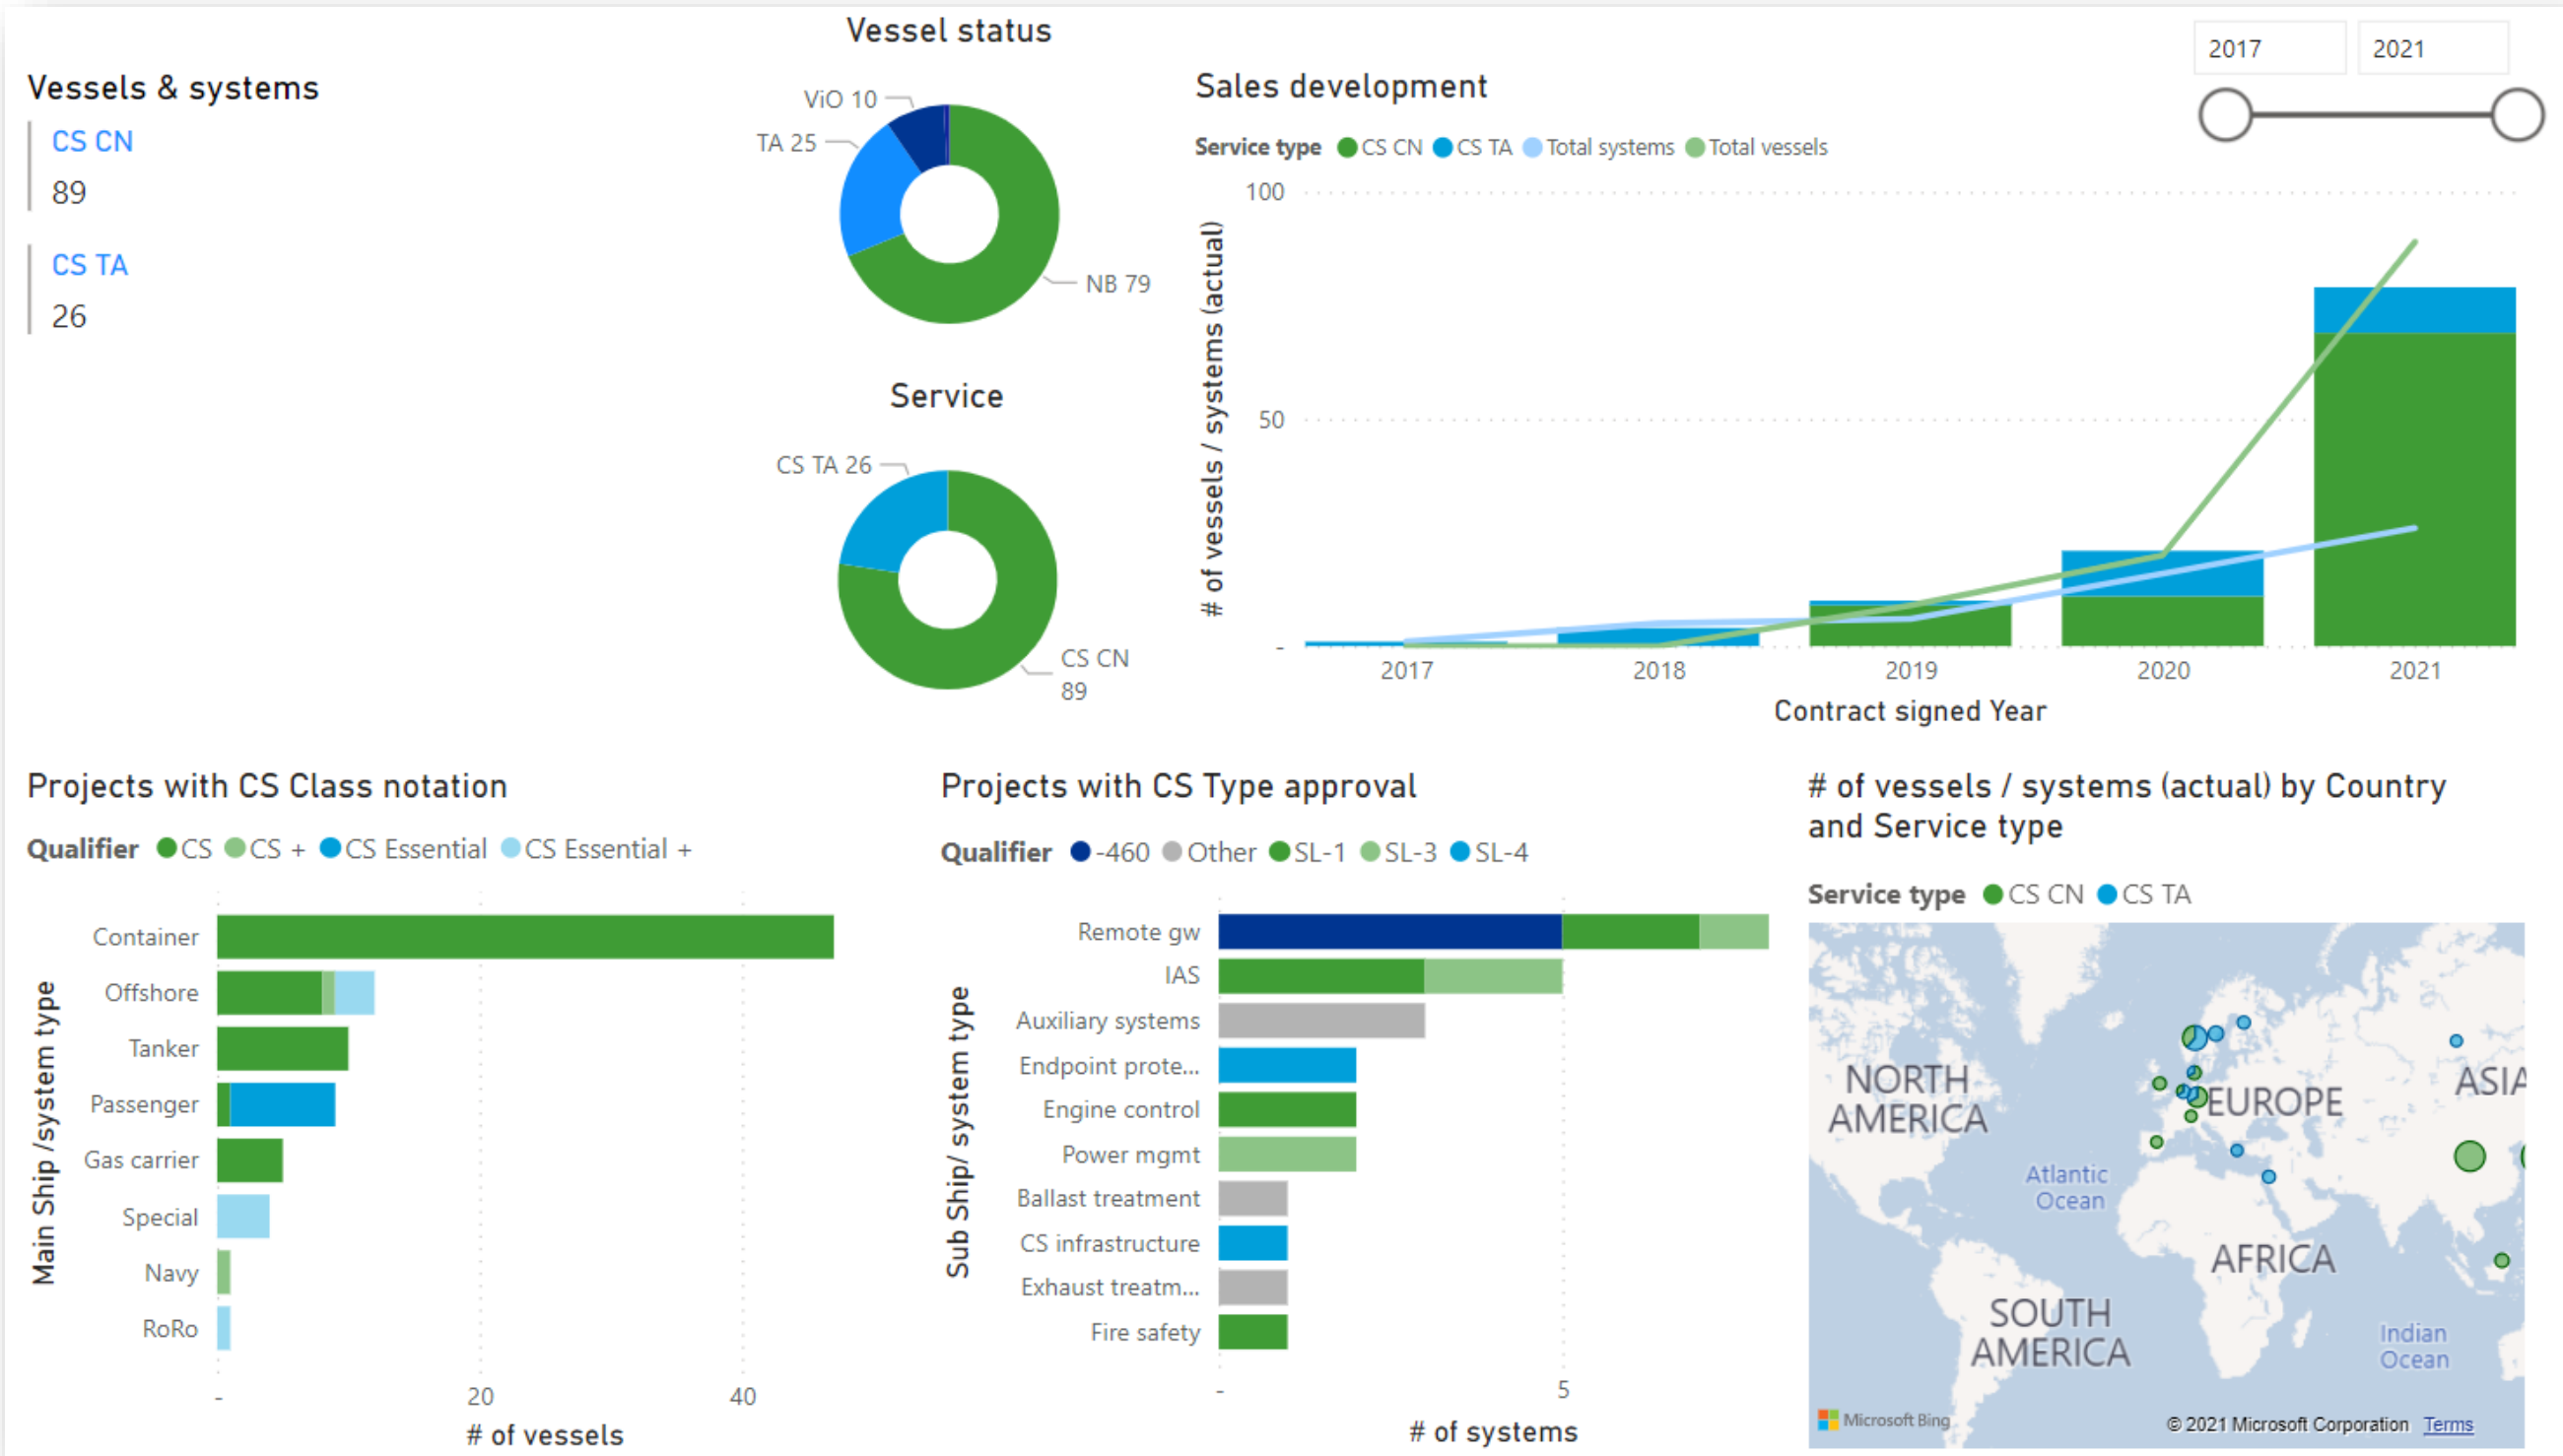 Vessels & systems
CS CN
89
CS TA
26
Vessel status
ViO 10
TA 25
NB 79
Service
CS TA 26
CS CN
89
2017
2021
Sales development
Service type CS CN CS TA Total systems Total vessels
# of vessels / systems (actual)
100
50
-
2017
2018
2019
2020
2021
Contract signed Year
Projects with CS Class notation
Qualifier CS CS + CS Essential CS Essential +
Main Ship /system type
Container
Offshore
Tanker
Passenger
Gas carrier
Special
Navy
RoRo
-
20
40
# of vessels
Projects with CS Type approval
Qualifier -460 Other SL-1 SL-3 SL-4
Sub Ship/ system type
Remote gw
IAS
Auxiliary systems
Endpoint prote...
Engine control
Power mgmt
Ballast treatment
CS infrastructure
Exhaust treatm...
Fire safety
-
5
# of systems
# of vessels / systems (actual) by Country
and Service type
Service type CS CN CS TA
NORTH
AMERICA
EUROPE
ASIA
Atlantic
Ocean
AFRICA
SOUTH
AMERICA
Indian
Ocean
Microsoft Bing
© 2021 Microsoft Corporation Terms